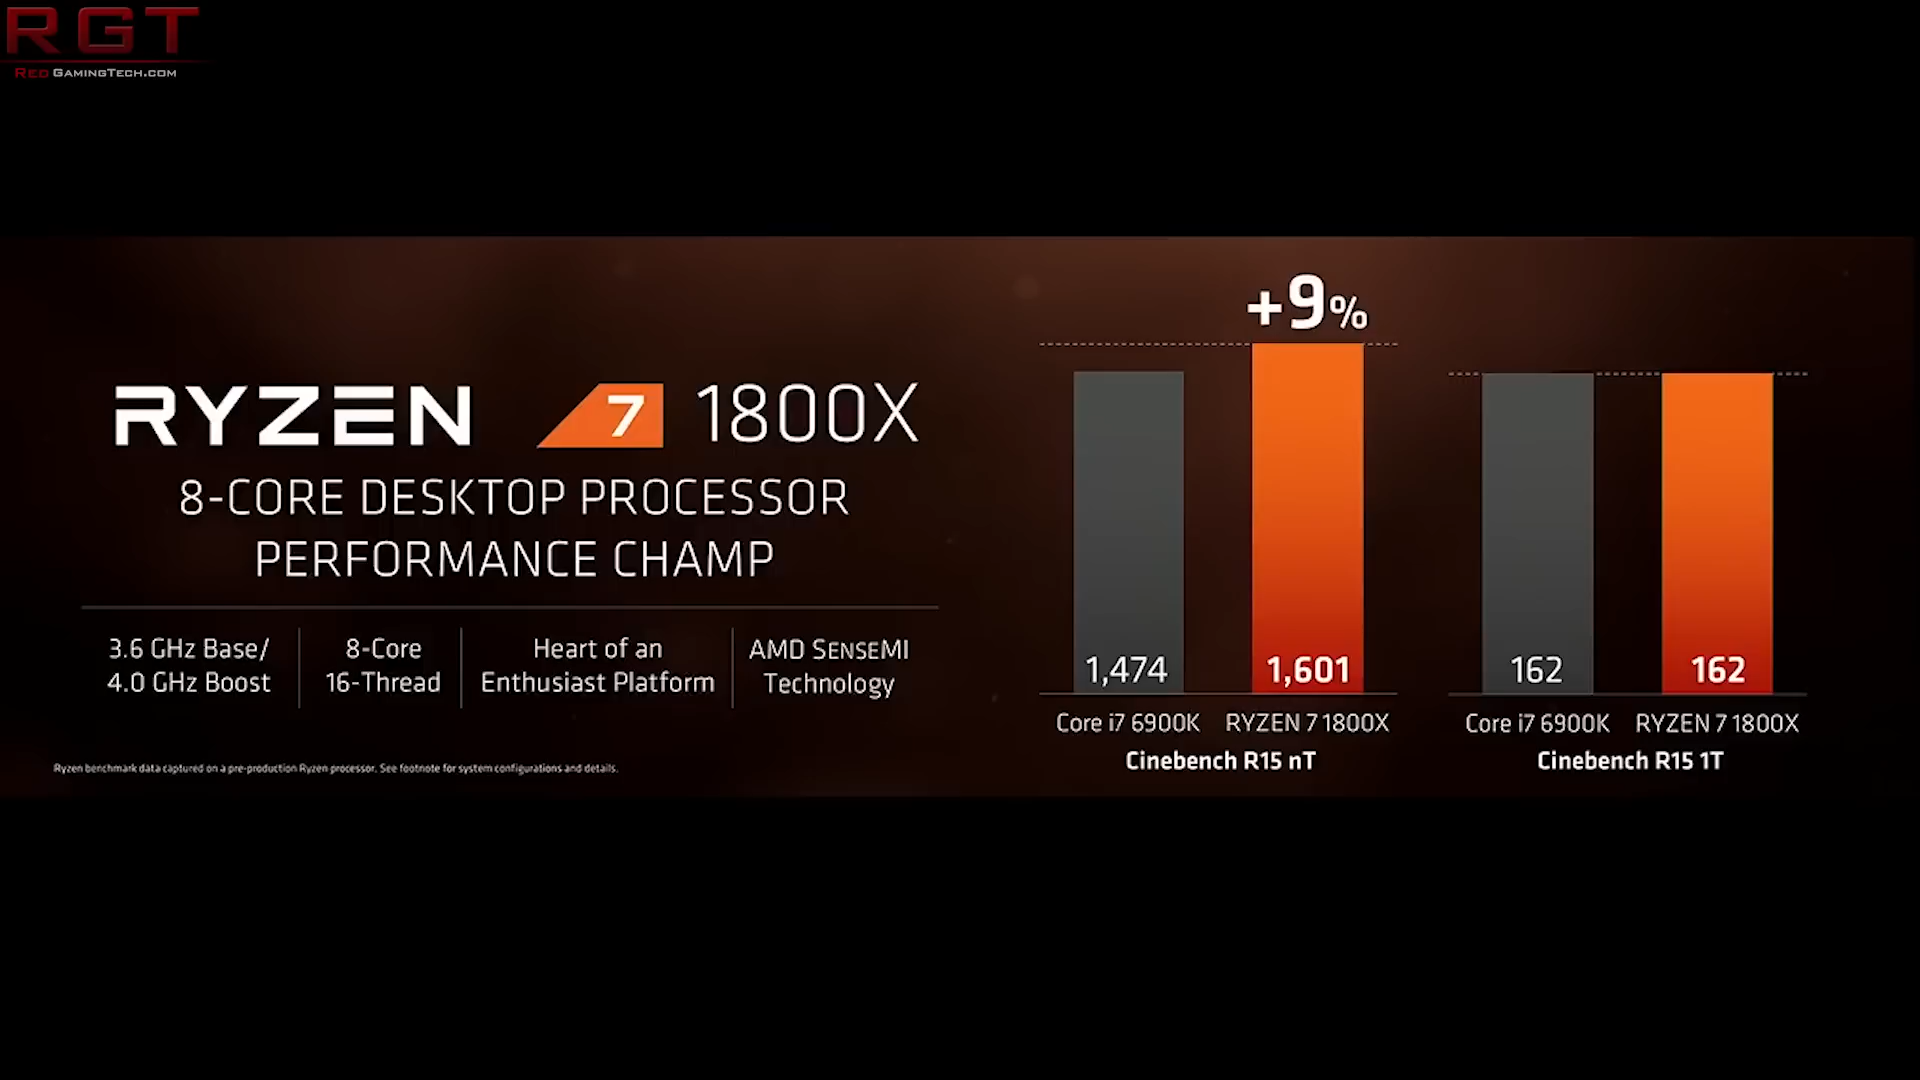 RGT
RedGamingTech.com
RYZEN 7 1800X
8-CORE DESKTOP PROCESSOR
PERFORMANCE CHAMP
3.6 GHz Base/
4.0 GHz Boost
8-Core
16-Thread
Heart of an
Enthusiast Platform
AMD SenseMI
Technology
Ryzen benchmark data captured on a pre-production Ryzen processor. See footnote for system configurations and details.
+9%
1,474
1,601
Core i7 6900K
RYZEN 7 1800X
Cinebench R15 nT
162
162
Core i7 6900K
RYZEN 7 1800X
Cinebench R15 1T